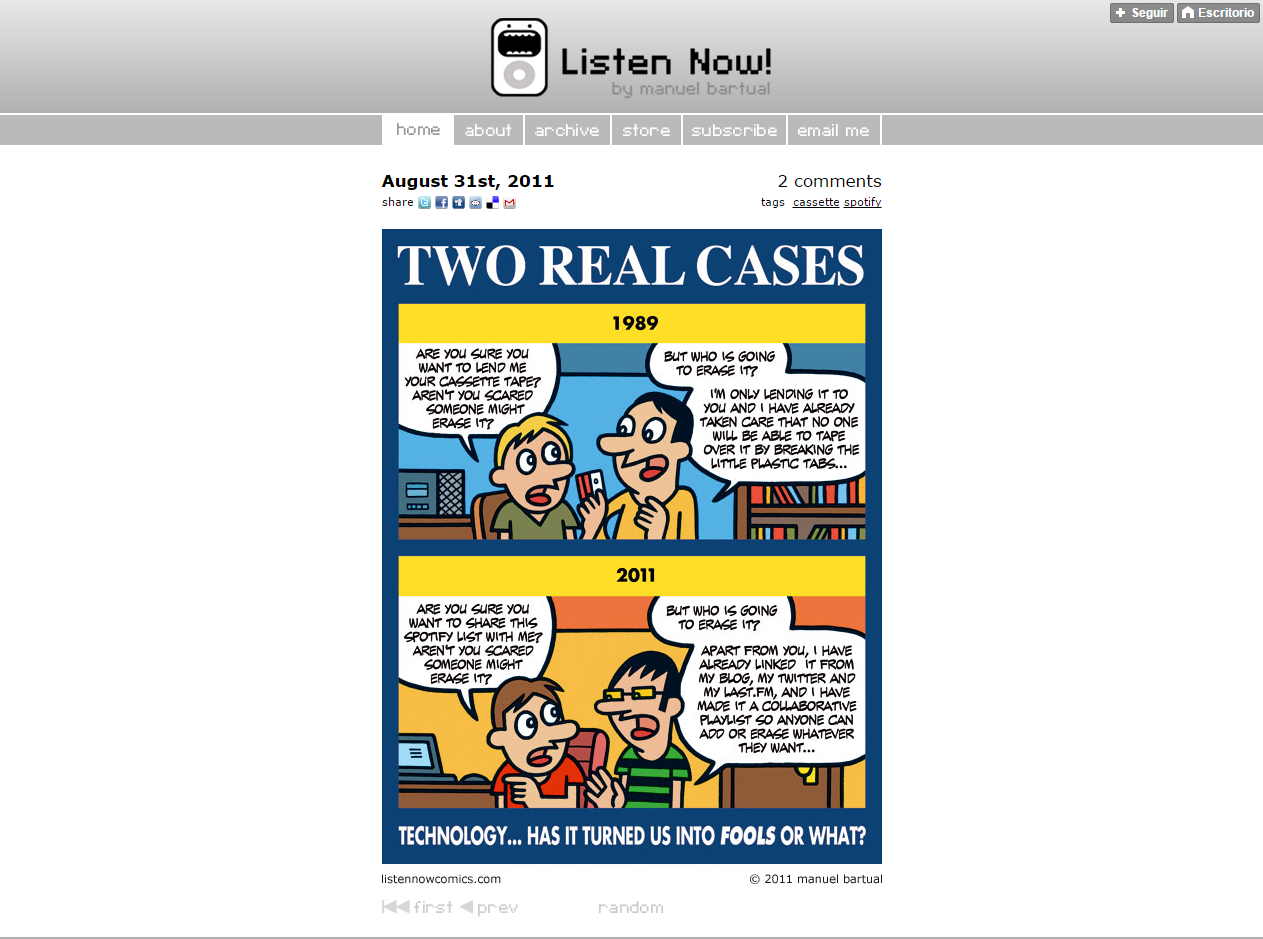 Seguir Escritorio
Listen Now!
by manuel bartual
home about archive store subscribe email me
August 31st, 2011 2 comments
share tags cassette spotify
TWO REAL CASES
1989
ARE YOU SURE YOU
WANT TO LEND ME
YOUR CASSETTE TAPE?
AREN'T YOU SCARED
SOMEONE MIGHT
ERASE IT?
BUT WHO IS GOING
TO ERASE IT?
I'M ONLY LENDING IT TO
YOU AND I HAVE ALREADY
TAKEN CARE THAT NO ONE
WILL BE ABLE TO TAPE
OVER IT BY BREAKING THE
LITTLE PLASTIC TABS...
2011
ARE YOU SURE YOU
WANT TO SHARE THIS
SPOTIFY LIST WITH ME?
AREN'T YOU SCARED
SOMEONE MIGHT
ERASE IT?
BUT WHO IS GOING
TO ERASE IT?
APART FROM YOU, I HAVE
ALREADY LINKED IT FROM
MY BLOG, MY TWITTER AND
MY LAST.FM, AND I HAVE
MADE IT A COLLABORATIVE
PLAYLIST SO ANYONE CAN
ADD OR ERASE WHATEVER
THEY WANT...
TECHNOLOGY... HAS IT TURNED US INTO FOOLS OR WHAT?
listennowcomics.com © 2011 manuel bartual
first prev random